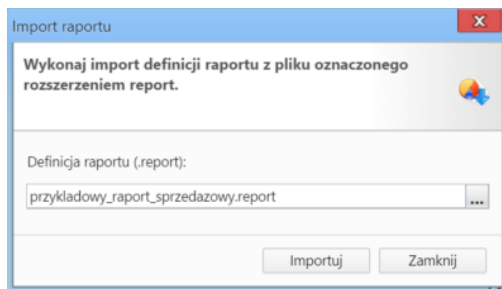 Import raportu
Wykonaj import definicji raportu z pliku oznaczonego
rozszerzeniem report.
Definicja raportu (.report):
przykladowy_raport_sprzedazowy.report
...
Importuj
Zamknij